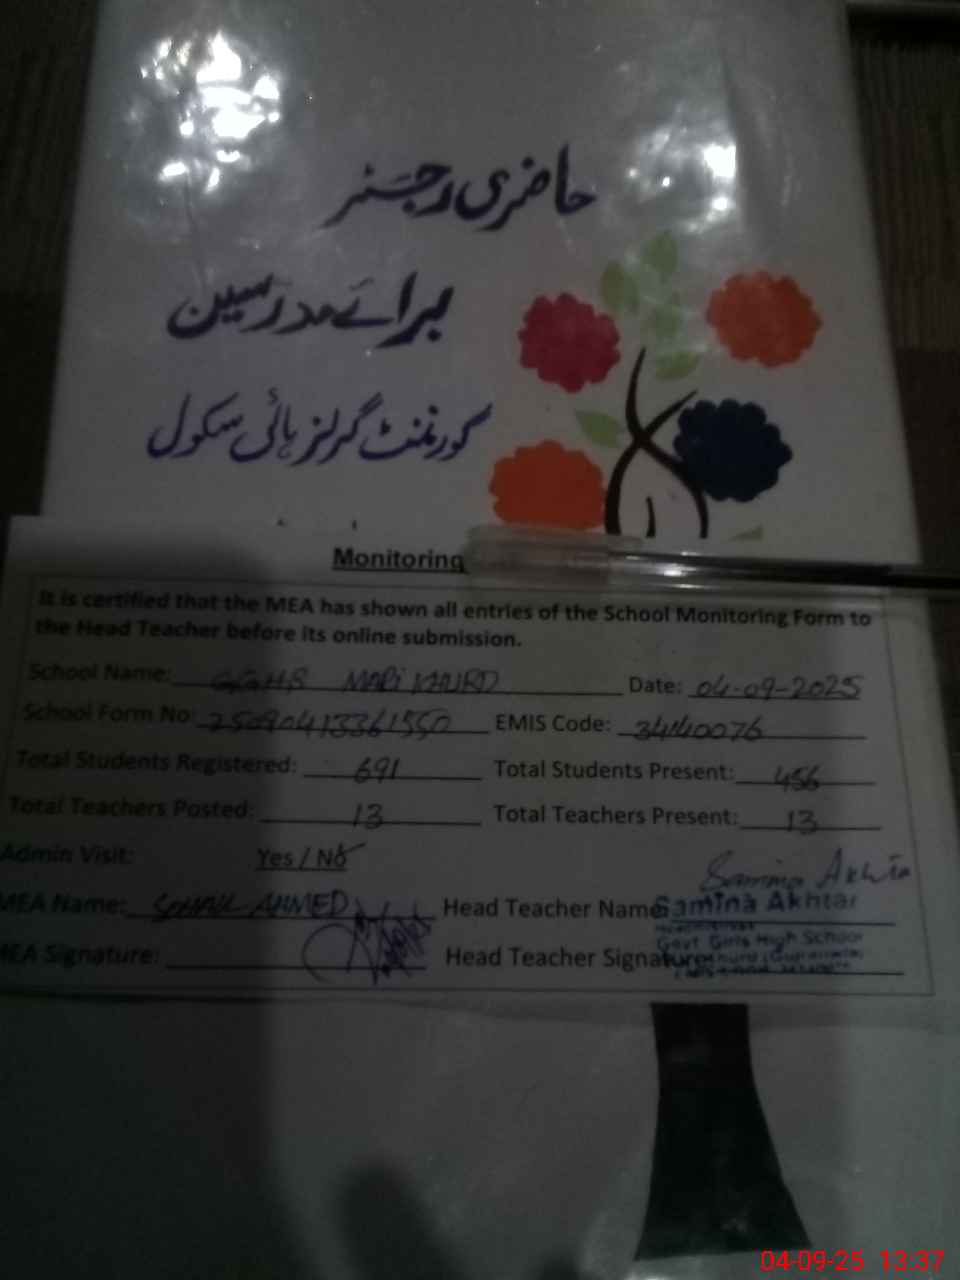 حاضری رجسٹر
برائے مدرسین
گورنمنٹ گرلز ہائی سکول
Monitoring
It is certified that the MEA has shown all entries of the School Monitoring Form to
the Head Teacher before its online submission.
School Name: GGHS MARI KHURD Date: 04-09-2025
School Form No: 25090413361550 EMIS Code: 34140076
Total Students Registered: 691 Total Students Present: 456
Total Teachers Posted: 13 Total Teachers Present: 13
Admin Visit: Yes / No
Samina Akhtar
MEA Name: SOHAIL AHMED Head Teacher Name Samina Akhtar
Govt Girls High School
MEA Signature: Head Teacher Signature
04-09-25 13:37